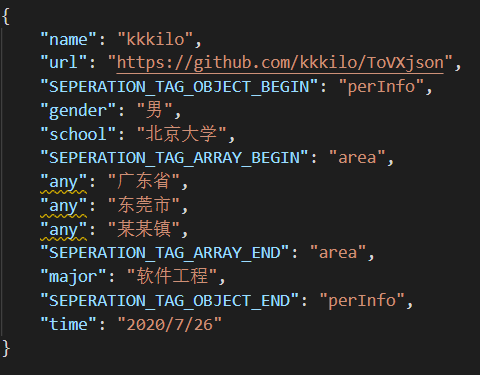 {
"name": "kkkilo",
"url": "https://github.com/kkkilo/ToVXjson",
"SEPERATION_TAG_OBJECT_BEGIN": "perInfo",
"gender": "男",
"school": "北京大学",
"SEPERATION_TAG_ARRAY_BEGIN": "area",
"any": "广东省",
"any": "东莞市",
"any": "某某镇",
"SEPERATION_TAG_ARRAY_END": "area",
"major": "软件工程",
"SEPERATION_TAG_OBJECT_END": "perInfo",
"time": "2020/7/26"
}